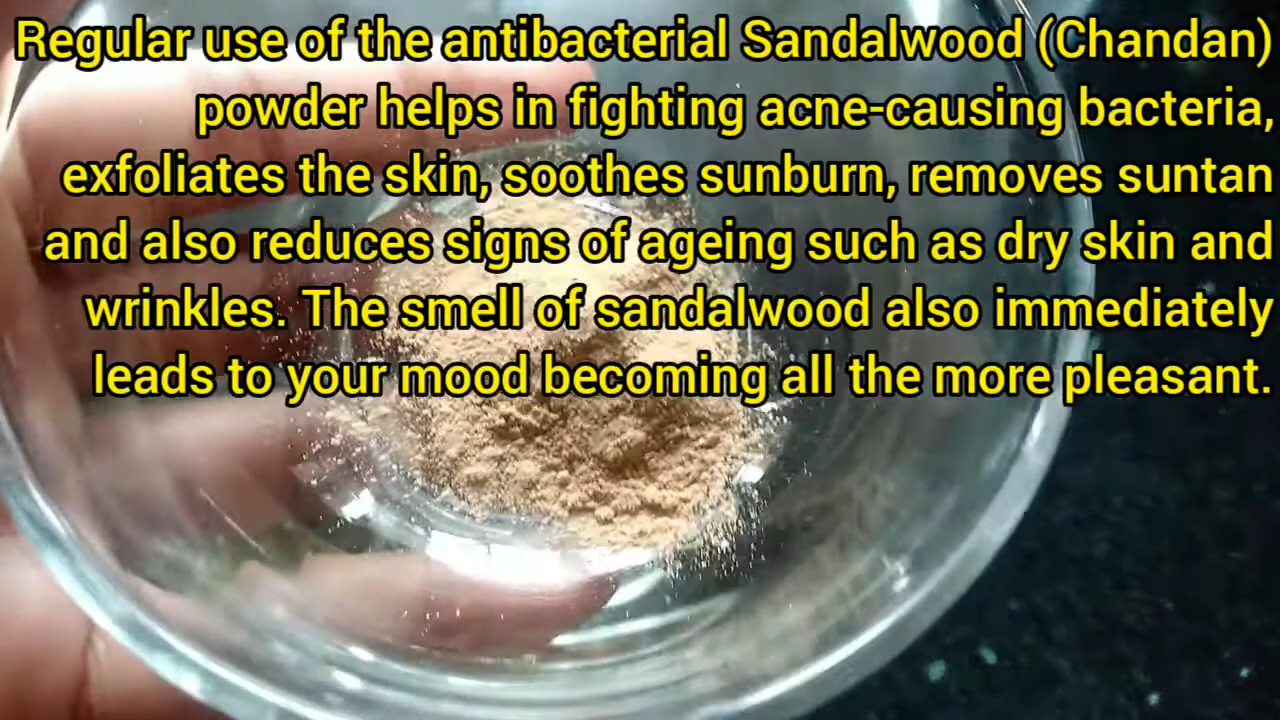 Regular use of the antibacterial Sandalwood (Chandan)
powder helps in fighting acne-causing bacteria,
exfoliates the skin, soothes sunburn, removes suntan
and also reduces signs of ageing such as dry skin and
wrinkles. The smell of sandalwood also immediately
leads to your mood becoming all the more pleasant.